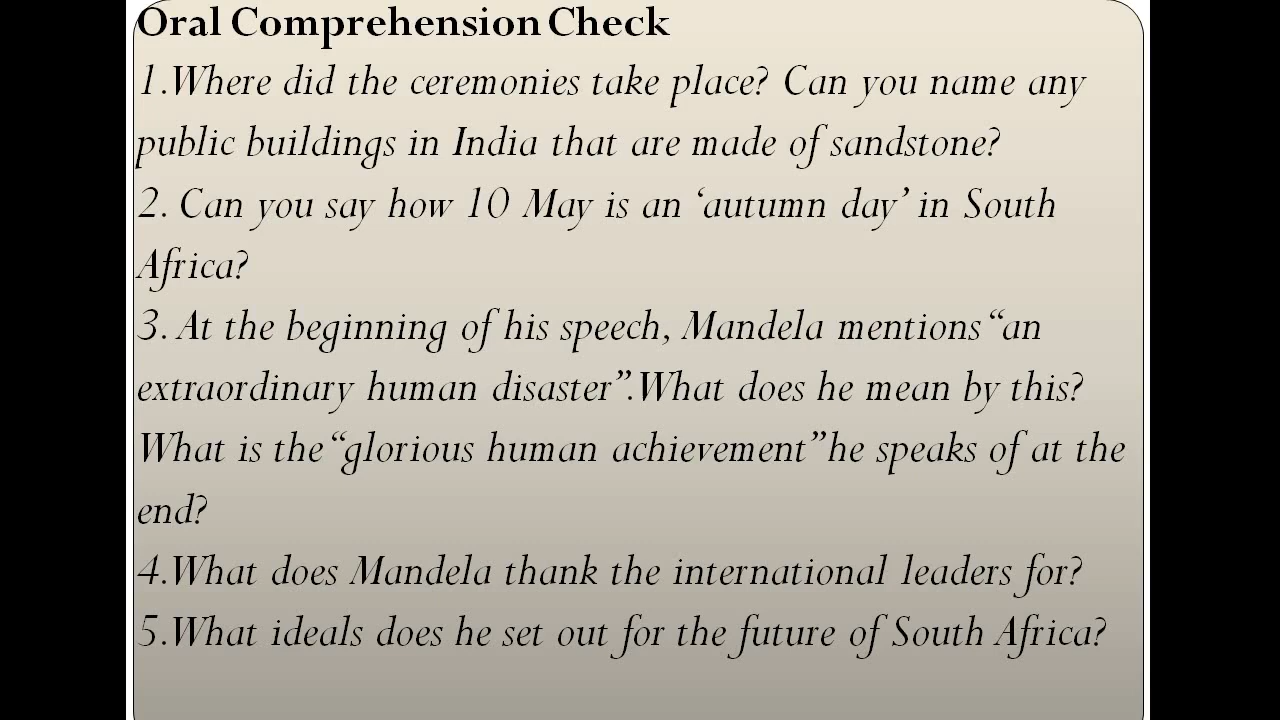 Oral Comprehension Check
1.Where did the ceremonies take place? Can you name any
public buildings in India that are made of sandstone?
2. Can you say how 10 May is an ‘autumn day’ in South
Africa?
3. At the beginning of his speech, Mandela mentions “an
extraordinary human disaster”. What does he mean by this?
What is the “glorious human achievement” he speaks of at the
end?
4.What does Mandela thank the international leaders for?
5.What ideals does he set out for the future of South Africa?